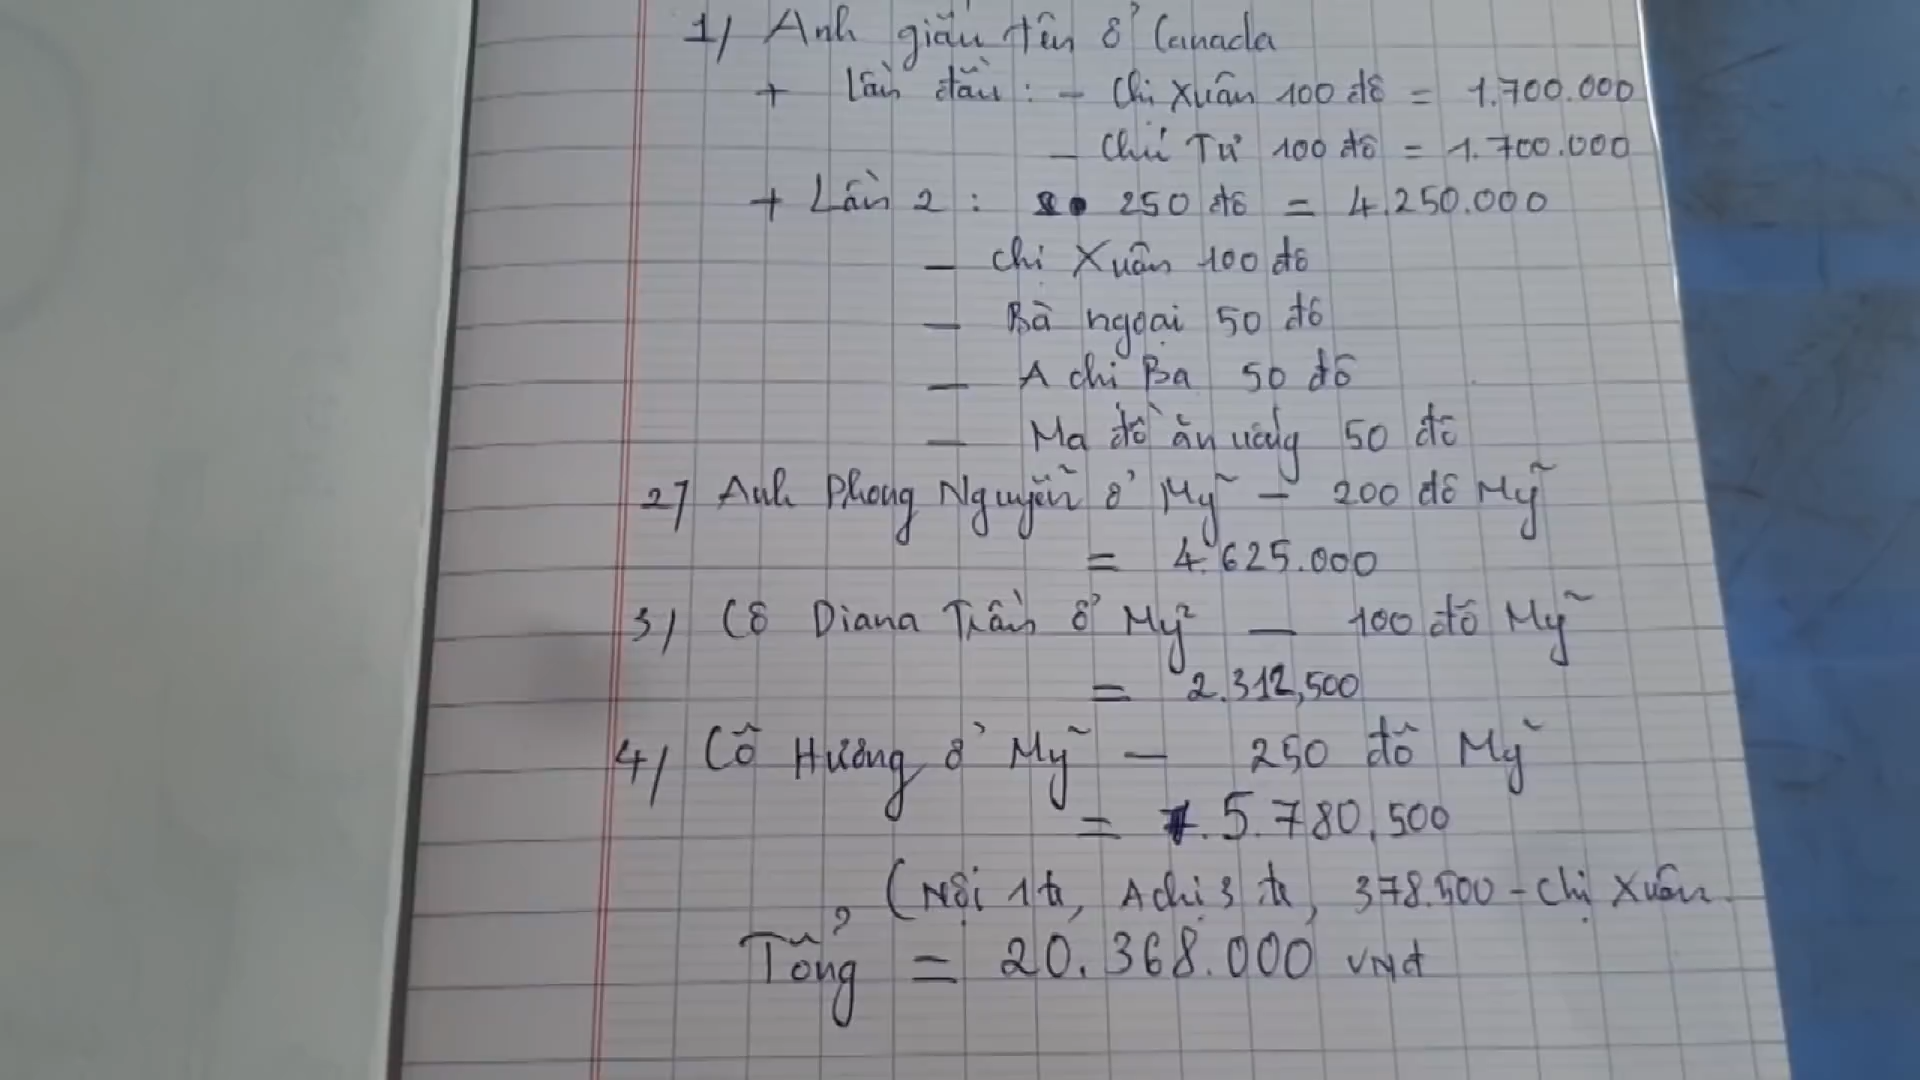 1/ Anh giấu tên ở Canada
+ Lần đầu : - Chị Xuân 100 đô = 1.700.000
- Chú Tư 100 đô = 1.700.000
+ Lần 2 : 250 đô = 4.250.000
- Chị Xuân 100 đô
- Bà ngoại 50 đô
- A chị Ba 50 đô
- Ma đồ ăn uống 50 đô
2/ Anh Phong Nguyễn ở Mỹ - 200 đô Mỹ
= 4.625.000
3/ Cô Diana Trần ở Mỹ - 100 đô Mỹ
= 2.312,500
4/ Cô Hương ở Mỹ - 250 đô Mỹ
= 5.780,500
(Nội 1tr, A chị 3 tr, 378.500 - Chị Xuân
Tổng = 20.368.000 vnđ